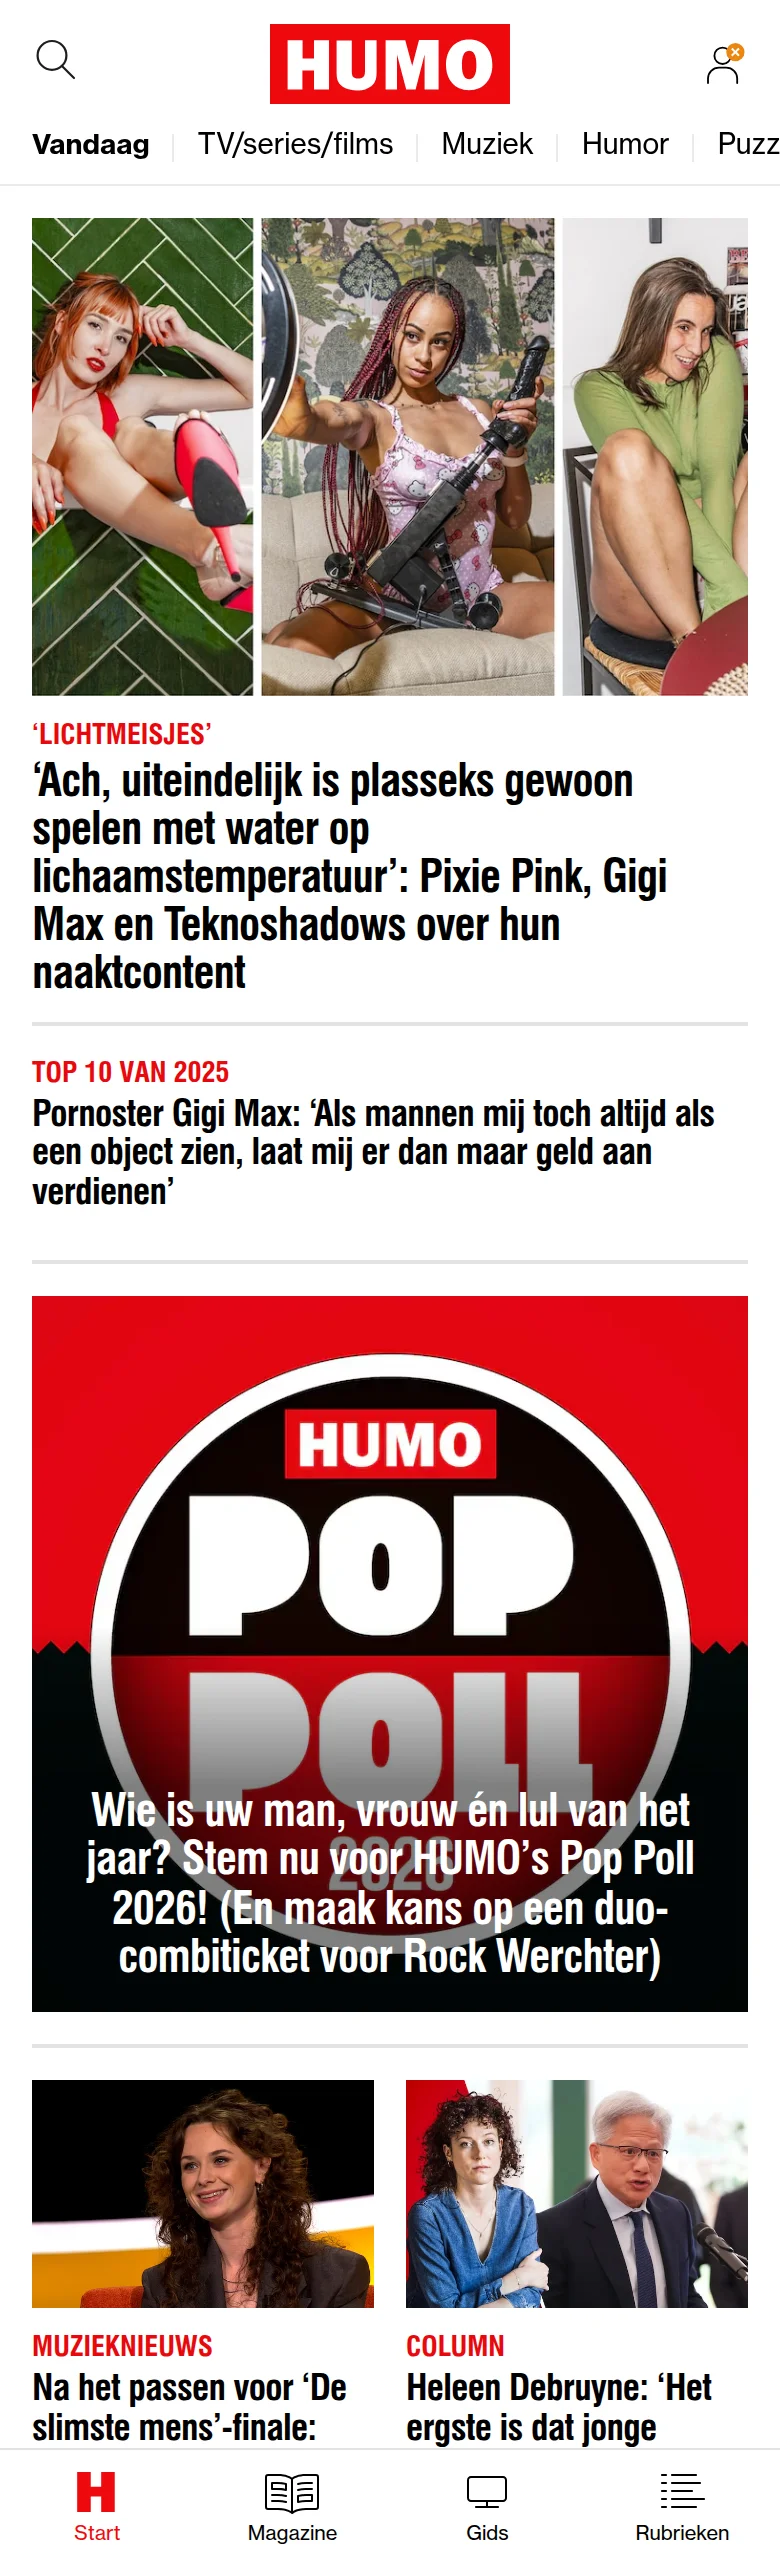 HUMO
Vandaag
TV/series/films
Muziek
Humor
Puzz
‘LICHTMEISJES’
‘Ach, uiteindelijk is plasseks gewoon
spelen met water op
lichaamstemperatuur’: Pixie Pink, Gigi
Max en Teknoshadows over hun
naaktcontent
TOP 10 VAN 2025
Pornoster Gigi Max: ‘Als mannen mij toch altijd als
een object zien, laat mij er dan maar geld aan
verdienen’
HUMO
POP
POLL
2026
Wie is uw man, vrouw én lul van het
jaar? Stem nu voor HUMO’s Pop Poll
2026! (En maak kans op een duo-
combiticket voor Rock Werchter)
MUZIEKNIEUWS
Na het passen voor ‘De
slimste mens’-finale:
COLUMN
Heleen Debruyne: ‘Het
ergste is dat jonge
H
Start
Magazine
Gids
Rubrieken